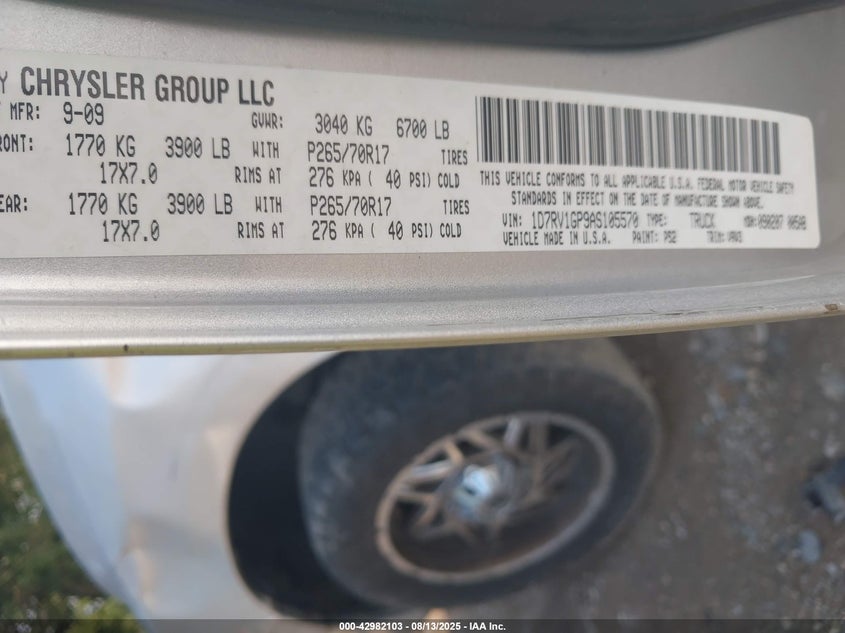 Y CHRYSLER GROUP LLC
MFR: 9-09 GVWR: 3040 KG 6700 LB
RONT: 1770 KG 3900 LB WITH P265/70R17 TIRES
17X7.0 RIMS AT 276 KPA ( 40 PSI) COLD
EAR: 1770 KG 3900 LB WITH P265/70R17 TIRES
17X7.0 RIMS AT 276 KPA ( 40 PSI) COLD
THIS VEHICLE CONFORMS TO ALL APPLICABLE U.S.A. FEDERAL MOTOR VEHICLE SAFETY
STANDARDS IN EFFECT ON THE DATE OF MANUFACTURE SHOWN ABOVE.
VIN: 1D7RV1GP9AS105570 TYPE: TRUCK
VEHICLE MADE IN U.S.A. PAINT: PS2 TRIM:
000-42982103 - 08/13/2025 - IAA Inc.